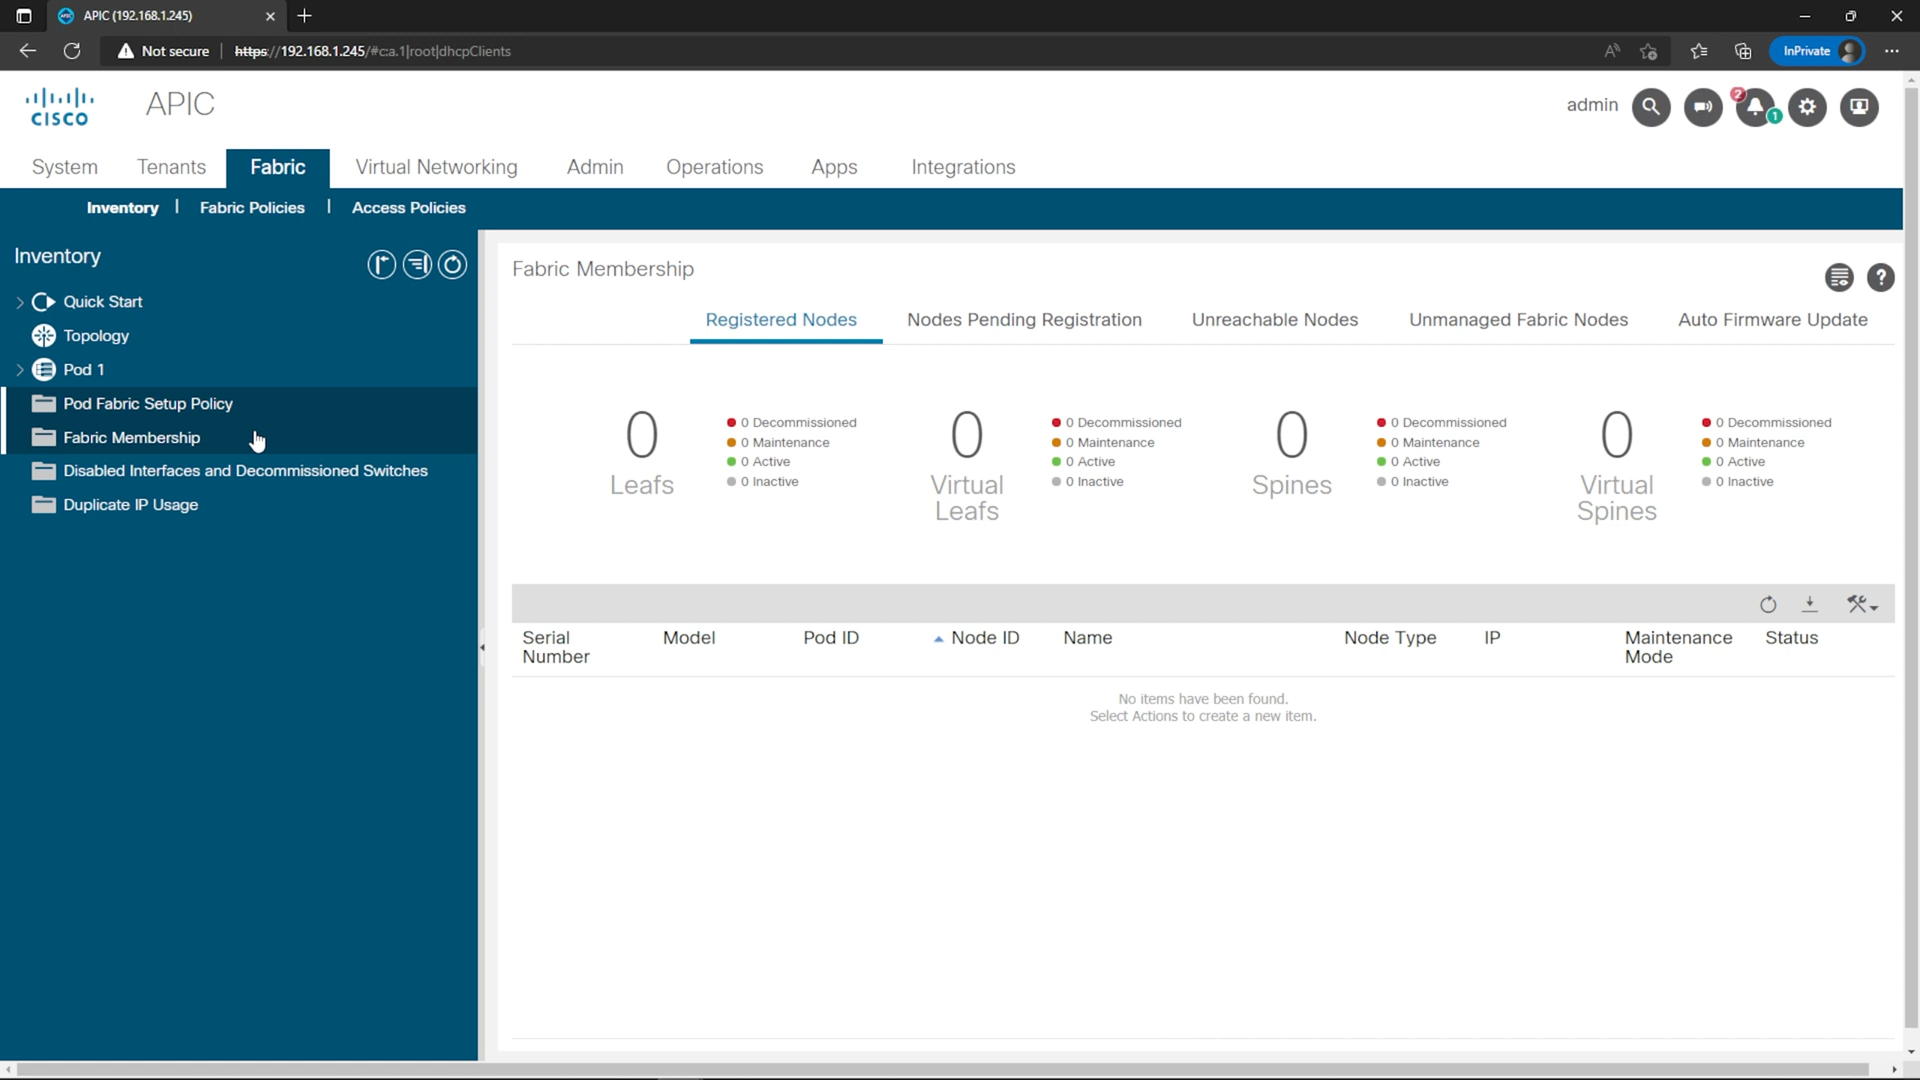 APIC (192.168.1.245)
Not secure
https://192.168.1.245/#c:a.1|root|dhcpClients
InPrivate
CISCO
APIC
admin
2
1
System
Tenants
Fabric
Virtual Networking
Admin
Operations
Apps
Integrations
Inventory | Fabric Policies | Access Policies
Inventory
Quick Start
Topology
Pod 1
Pod Fabric Setup Policy
Fabric Membership
Disabled Interfaces and Decommissioned Switches
Duplicate IP Usage
Fabric Membership
Registered Nodes
Nodes Pending Registration
Unreachable Nodes
Unmanaged Fabric Nodes
Auto Firmware Update
0
Leafs
0 Decommissioned
0 Maintenance
0 Active
0 Inactive
0
Virtual
Leafs
0 Decommissioned
0 Maintenance
0 Active
0 Inactive
0
Spines
0 Decommissioned
0 Maintenance
0 Active
0 Inactive
0
Virtual
Spines
0 Decommissioned
0 Maintenance
0 Active
0 Inactive
Serial
Number
Model
Pod ID
Node ID
Name
Node Type
IP
Maintenance
Mode
Status
No items have been found.
Select Actions to create a new item.